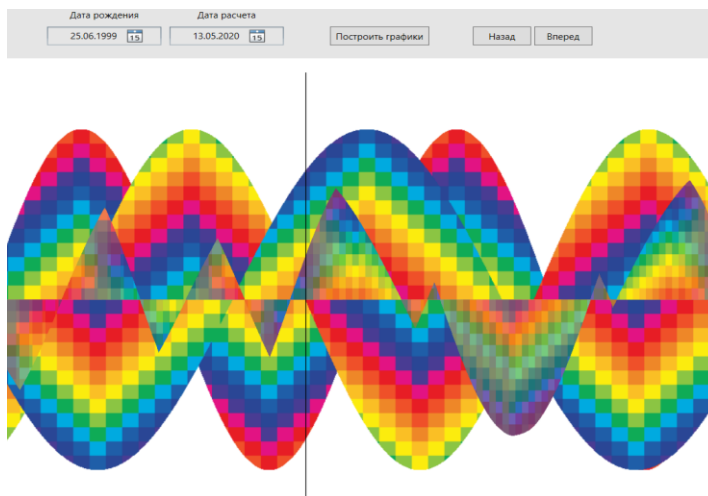 Дата рождения Дата расчета
25.06.1999 15 13.05.2020 15 Построить графики Назад Вперед